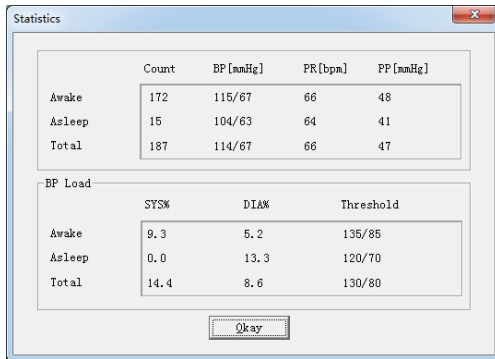 Statistics
Count BP[mmHg] PR[bpm] PP[mmHg]
Awake 172 115/67 66 48
Asleep 15 104/63 64 41
Total 187 114/67 66 47
BP Load
SYS% DIA% Threshold
Awake 9.3 5.2 135/85
Asleep 0.0 13.3 120/70
Total 14.4 8.6 130/80
Okay